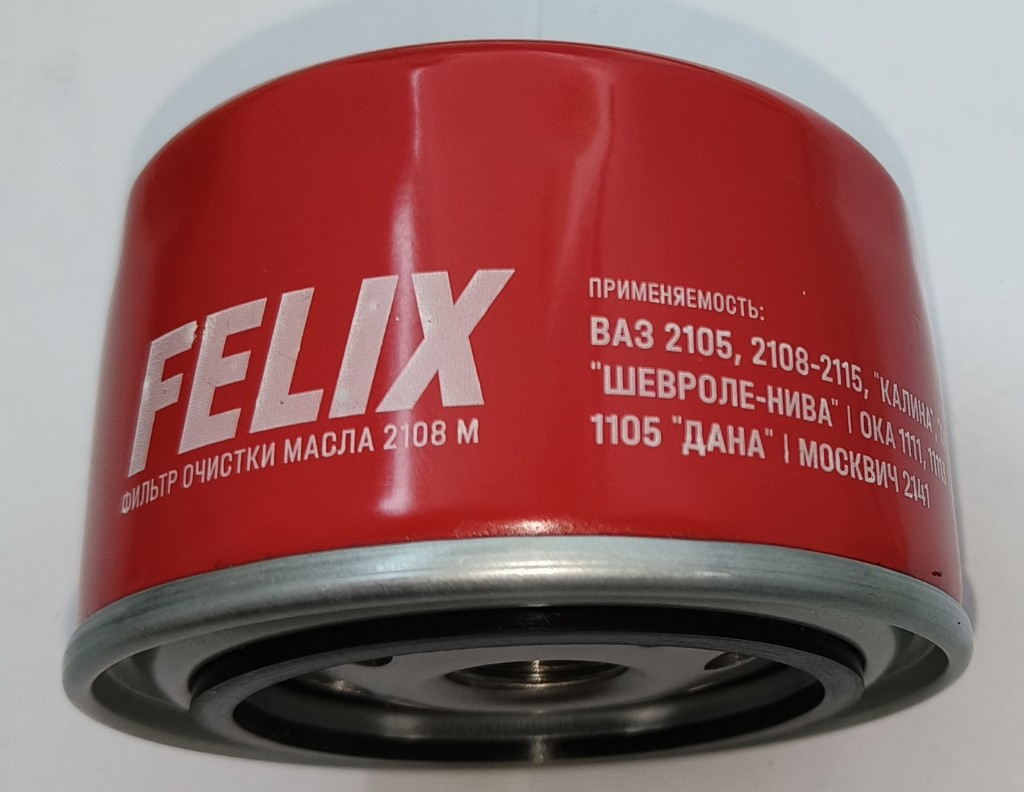 FELIX
ФИЛЬТР ОЧИСТКИ МАСЛА 2108 М
ПРИМЕНЯЕМОСТЬ:
ВАЗ 2105, 2108-2115, "КАЛИНА",
"ШЕВРОЛЕ-НИВА" | ОКА 1111, 11113
1105 "ДАНА" | МОСКВИЧ 2141